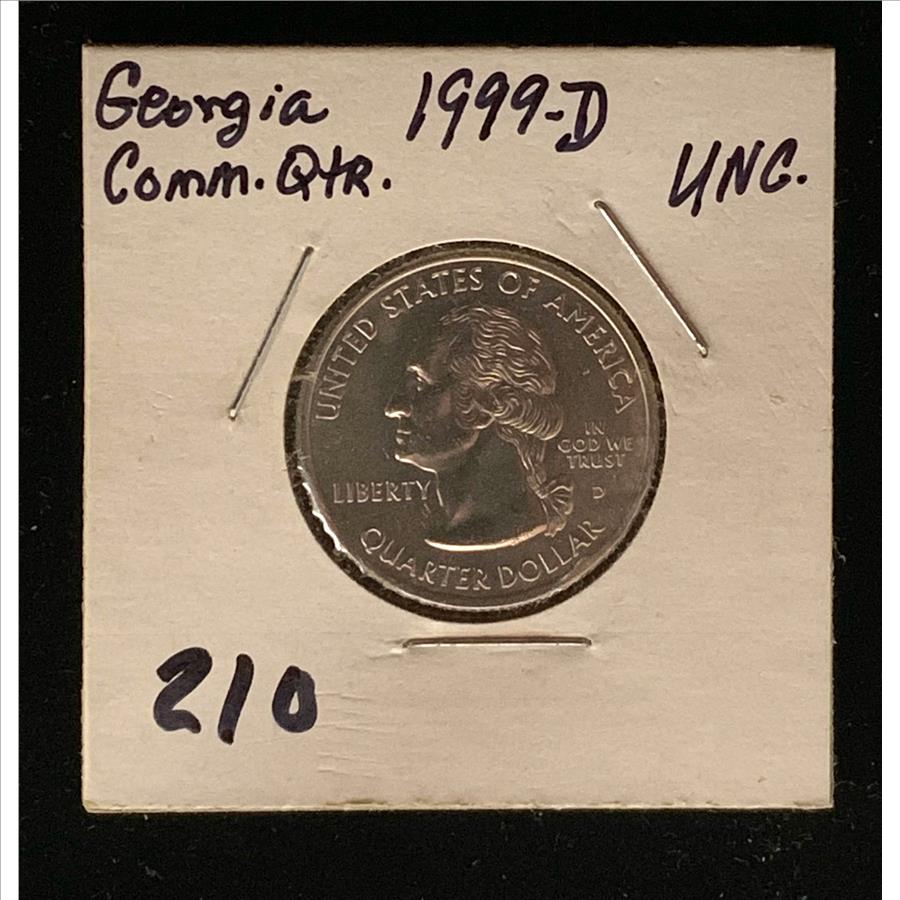 Georgia 1999-D
Comm. Qtr. UNC.
UNITED STATES OF AMERICA
IN
GOD WE
TRUST
LIBERTY
D
QUARTER DOLLAR
210